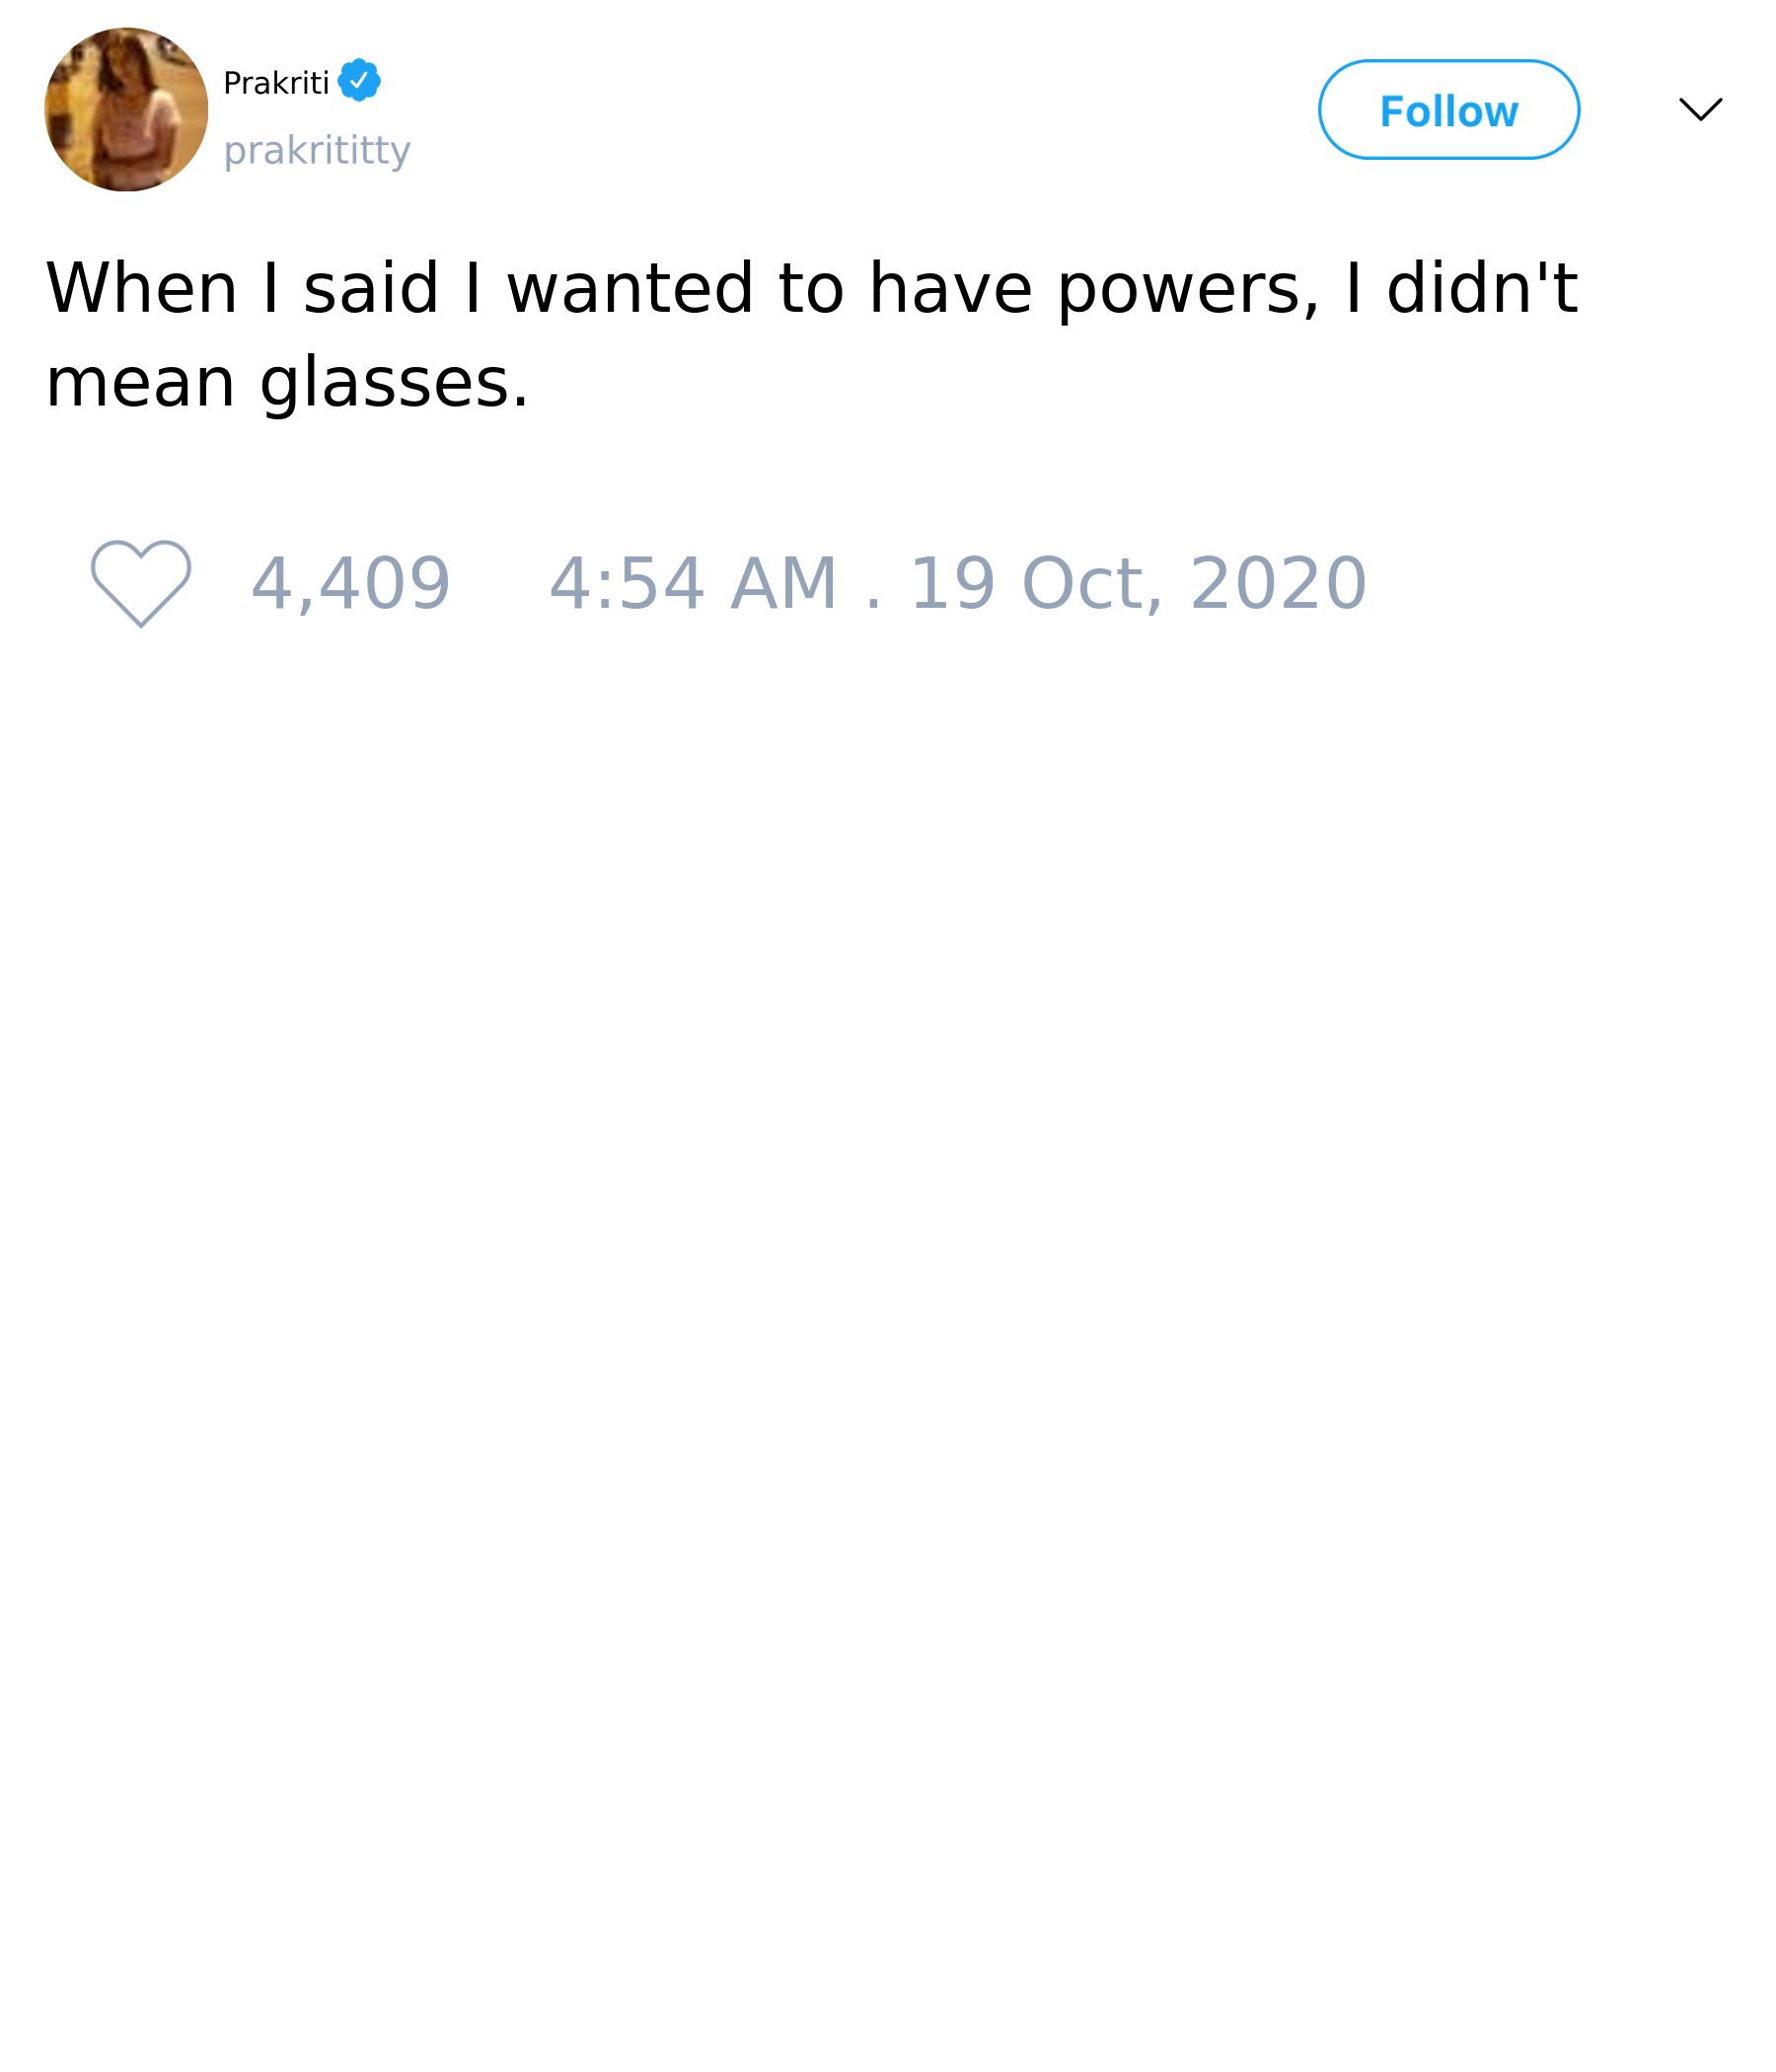 Prakriti
prakrititty
Follow
When I said I wanted to have powers, I didn't
mean glasses.
4,409 4:54 AM . 19 Oct, 2020